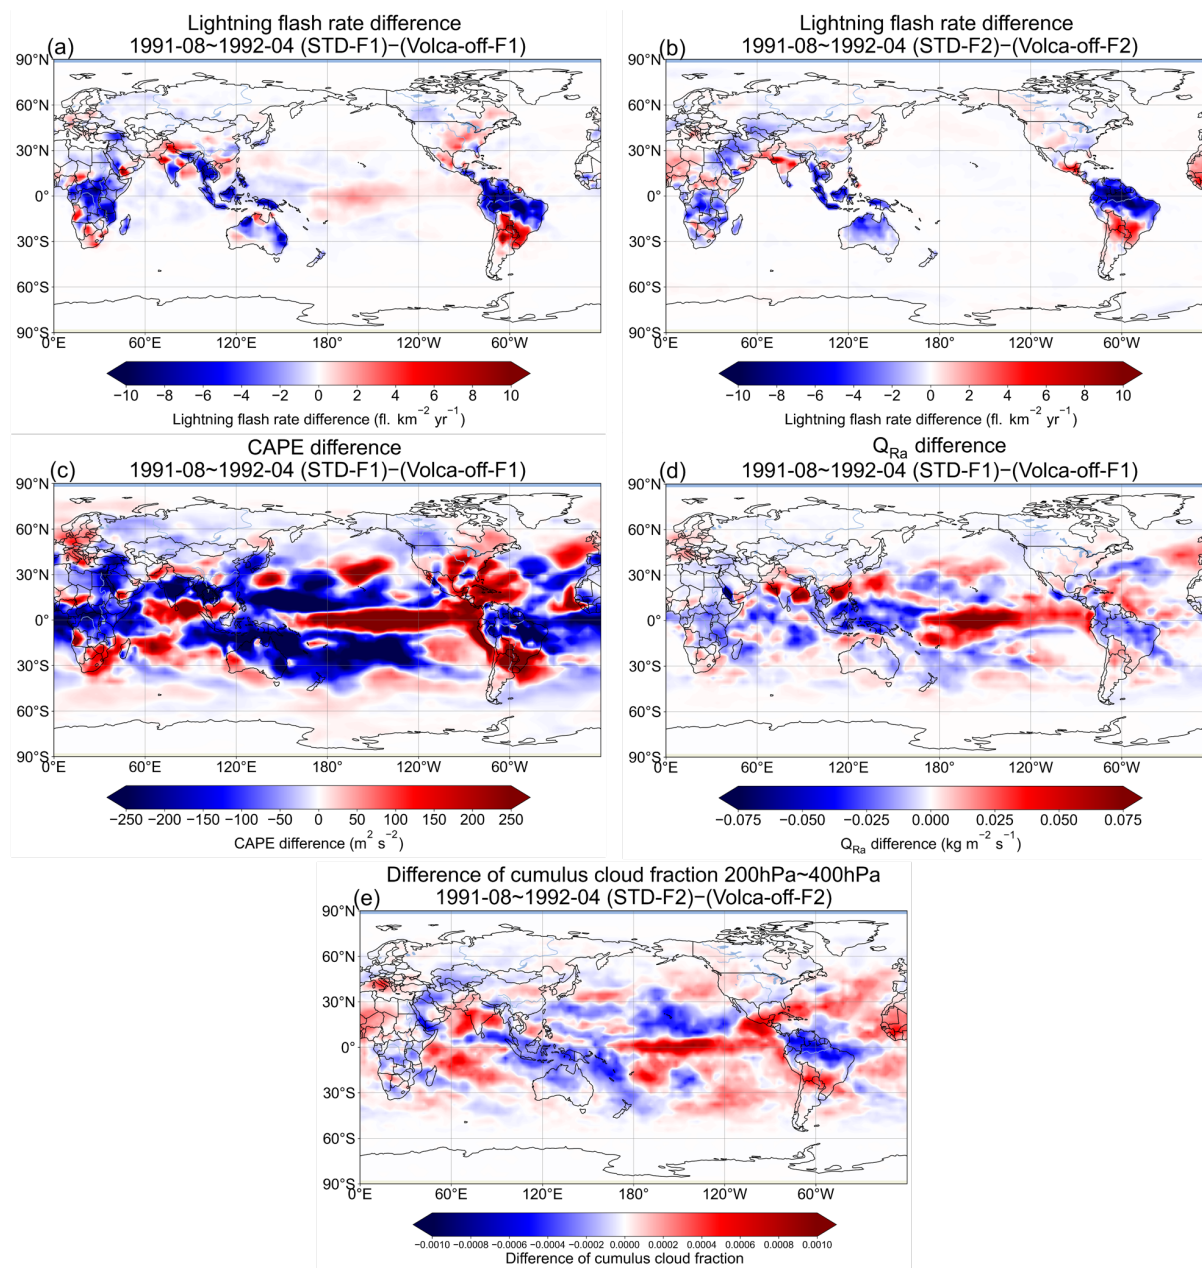 Lightning flash rate difference
(a) 1991-08~1992-04 (STD-F1)−(Volca-off-F1)
90°N
60°N
30°N
0°
30°S
60°S
90°S
0°E 60°E 120°E 180° 120°W 60°W
−10 −8 −6 −4 −2 0 2 4 6 8 10
Lightning flash rate difference (fl. km−2 yr−1)
Lightning flash rate difference
(b) 1991-08~1992-04 (STD-F2)−(Volca-off-F2)
90°N
60°N
30°N
0°
30°S
60°S
90°S
0°E 60°E 120°E 180° 120°W 60°W
−10 −8 −6 −4 −2 0 2 4 6 8 10
Lightning flash rate difference (fl. km−2 yr−1)
CAPE difference
(c) 1991-08~1992-04 (STD-F1)−(Volca-off-F1)
90°N
60°N
30°N
0°
30°S
60°S
90°S
0°E 60°E 120°E 180° 120°W 60°W
−250 −200 −150 −100 −50 0 50 100 150 200 250
CAPE difference (m2 s−2)
QRa difference
(d) 1991-08~1992-04 (STD-F1)−(Volca-off-F1)
90°N
60°N
30°N
0°
30°S
60°S
90°S
0°E 60°E 120°E 180° 120°W 60°W
−0.075 −0.050 −0.025 0.000 0.025 0.050 0.075
QRa difference (kg m−2 s−1)
Difference of cumulus cloud fraction 200hPa~400hPa
(e) 1991-08~1992-04 (STD-F2)−(Volca-off-F2)
90°N
60°N
30°N
0°
30°S
60°S
90°S
0°E 60°E 120°E 180° 120°W 60°W
−0.0010 −0.0008 −0.0006 −0.0004 −0.0002 0.0000 0.0002 0.0004 0.0006 0.0008 0.0010
Difference of cumulus cloud fraction